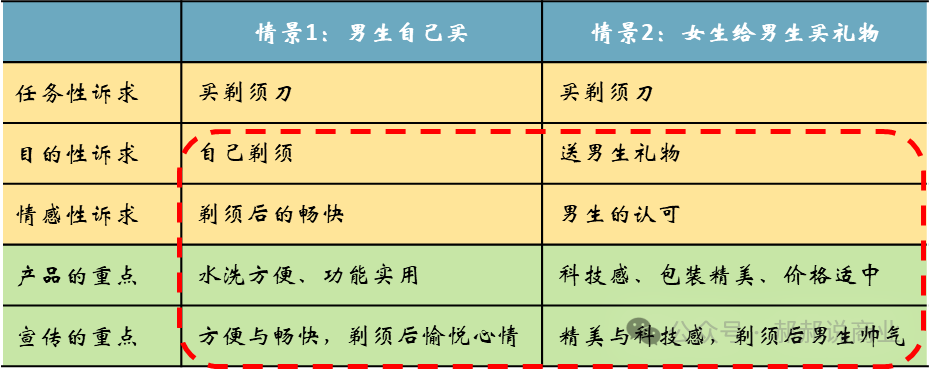 情景1：男生自己买 情景2：女生给男生买礼物
任务性诉求 买剃须刀 买剃须刀
目的性诉求 自己剃须 送男生礼物
情感性诉求 剃须后的畅快 男生的认可
产品的重点 水洗方便、功能实用 科技感、包装精美、价格适中
宣传的重点 方便与畅快，剃须后愉悦心情 精美与科技感、剃须后男生帅气
公众号 · 郝郝说商业